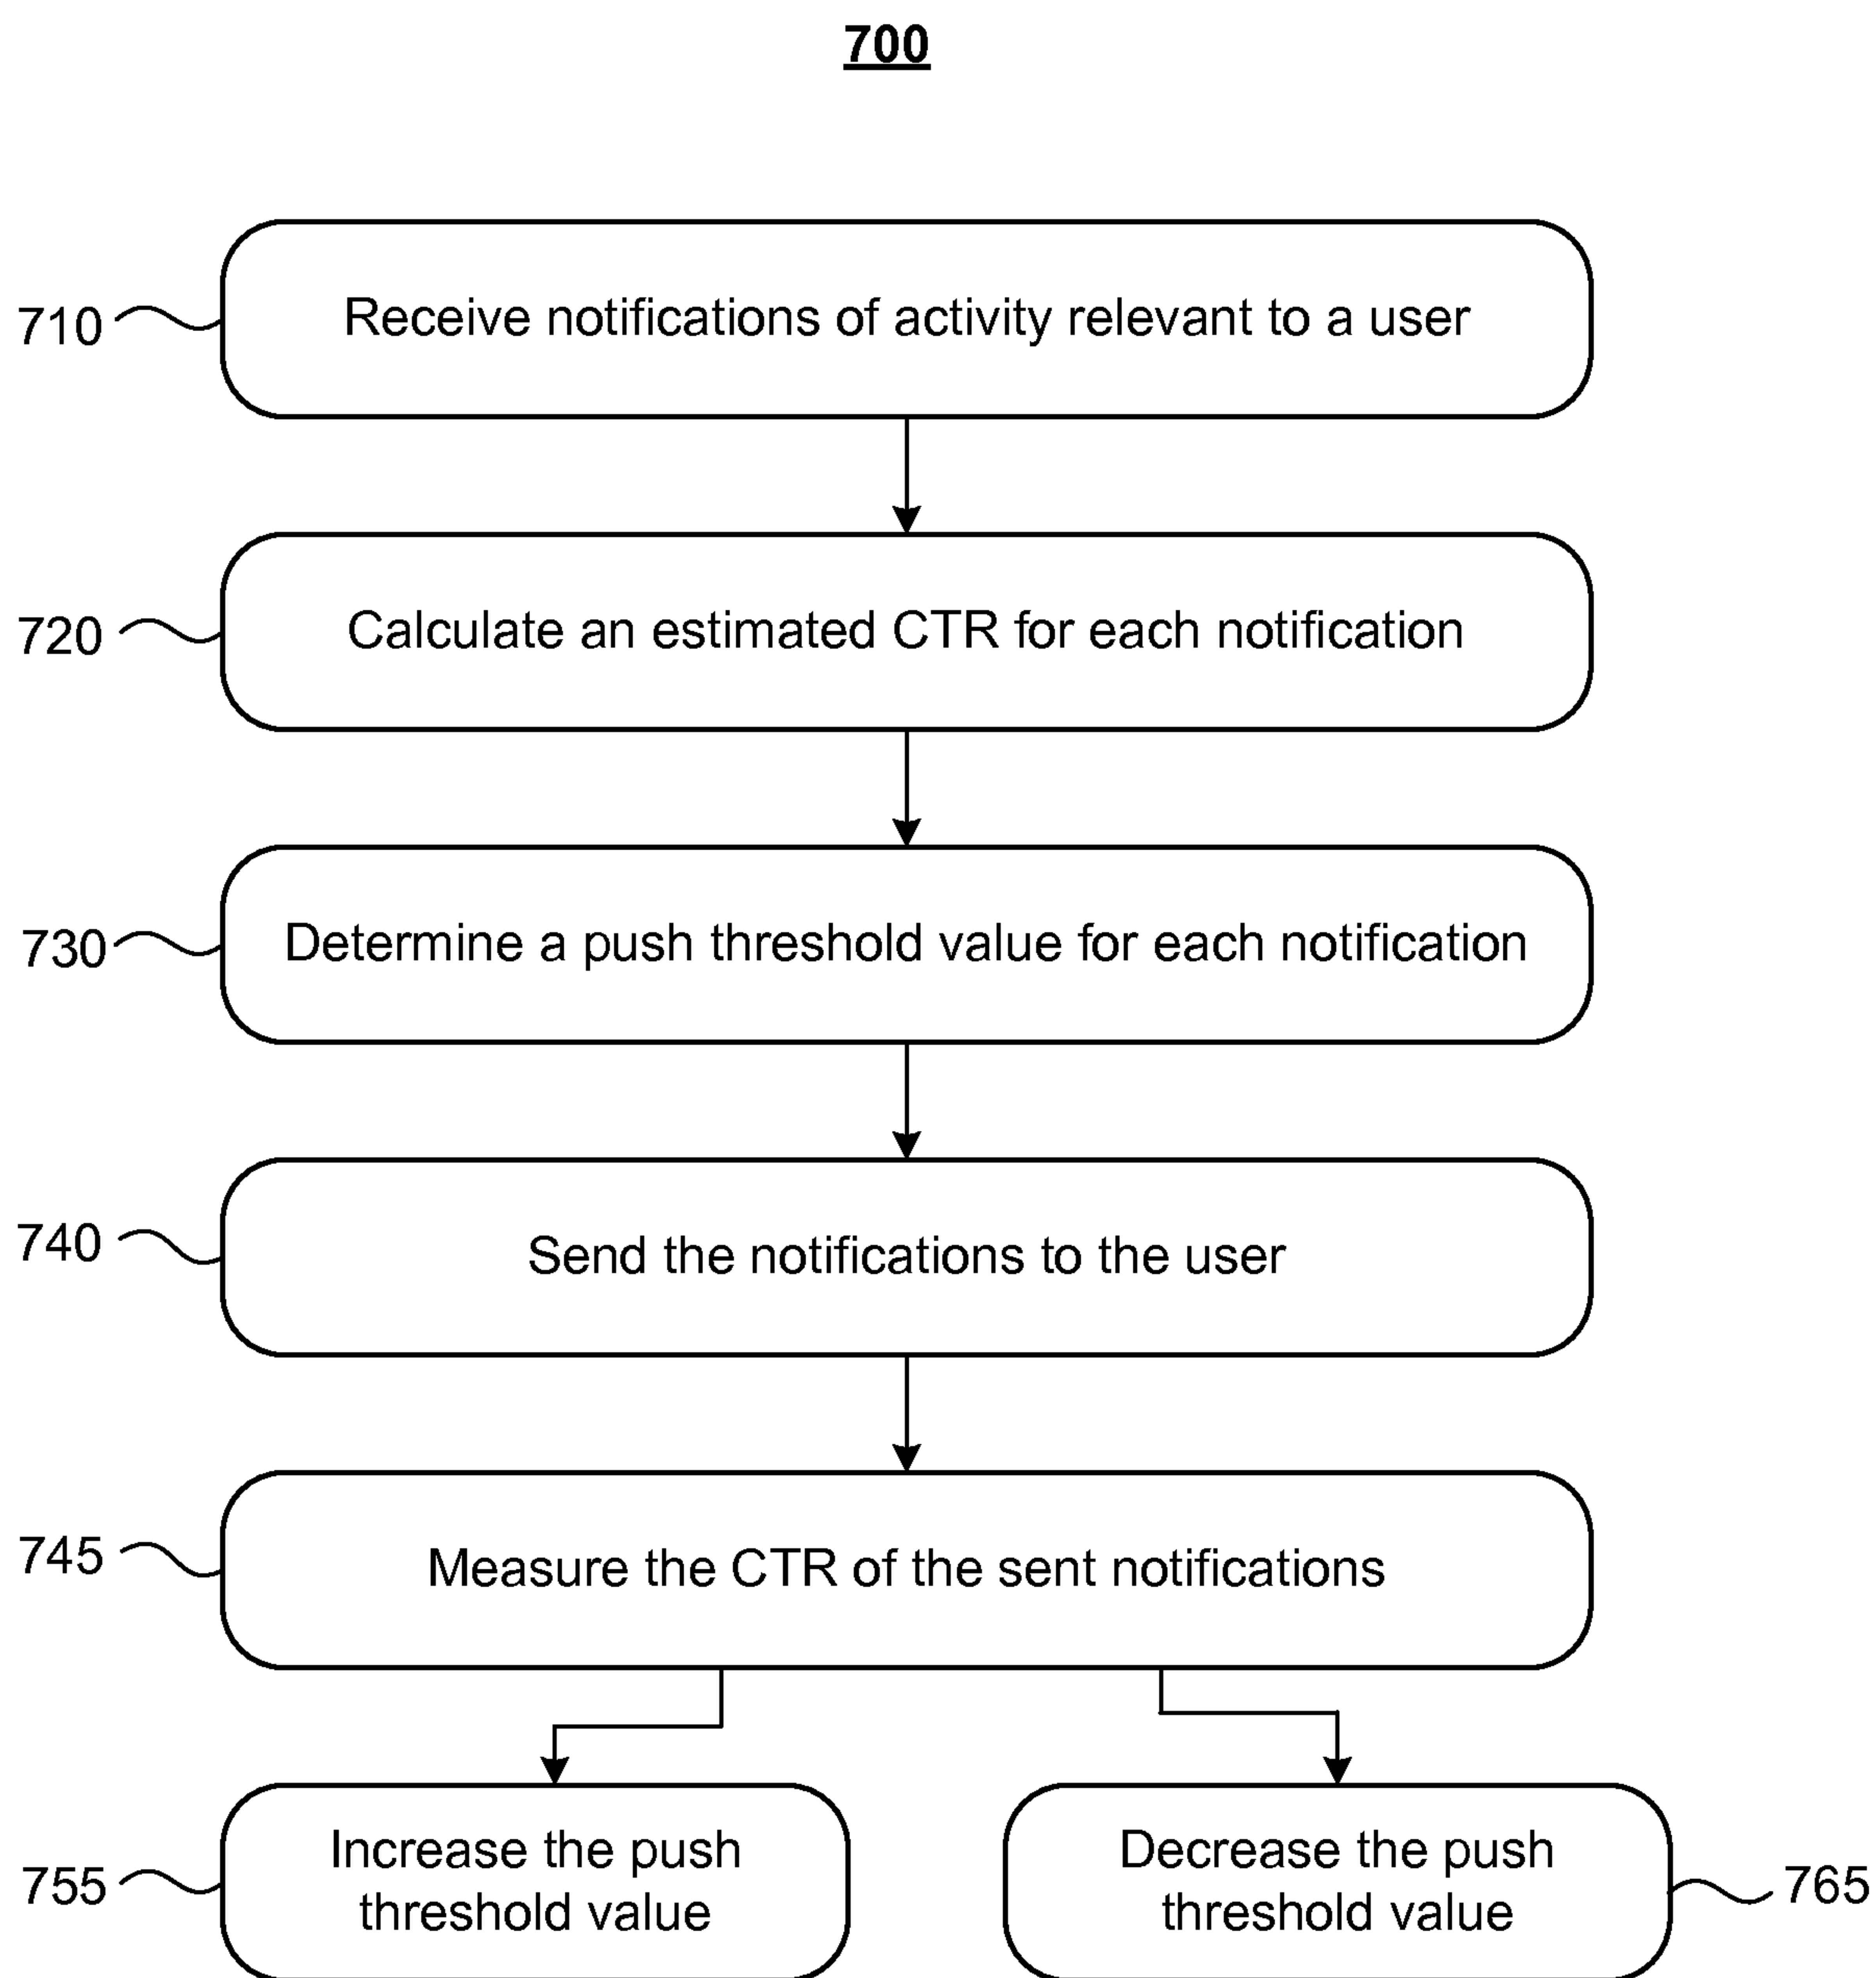 700
710
Receive notifications of activity relevant to a user
720
Calculate an estimated CTR for each notification
730
Determine a push threshold value for each notification
740
Send the notifications to the user
745
Measure the CTR of the sent notifications
755
Increase the push
threshold value
Decrease the push
threshold value
765